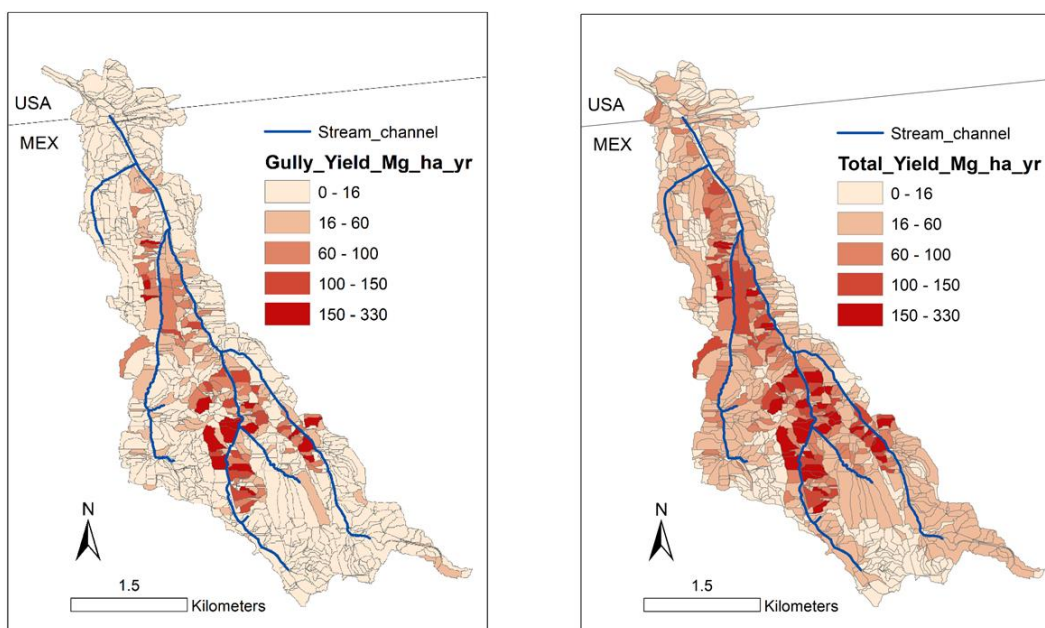 USA
MEX
Stream_channel
Gully_Yield_Mg_ha_yr
0 - 16
16 - 60
60 - 100
100 - 150
150 - 330
N
1.5
Kilometers
USA
MEX
Stream_channel
Total_Yield_Mg_ha_yr
0 - 16
16 - 60
60 - 100
100 - 150
150 - 330
N
1.5
Kilometers